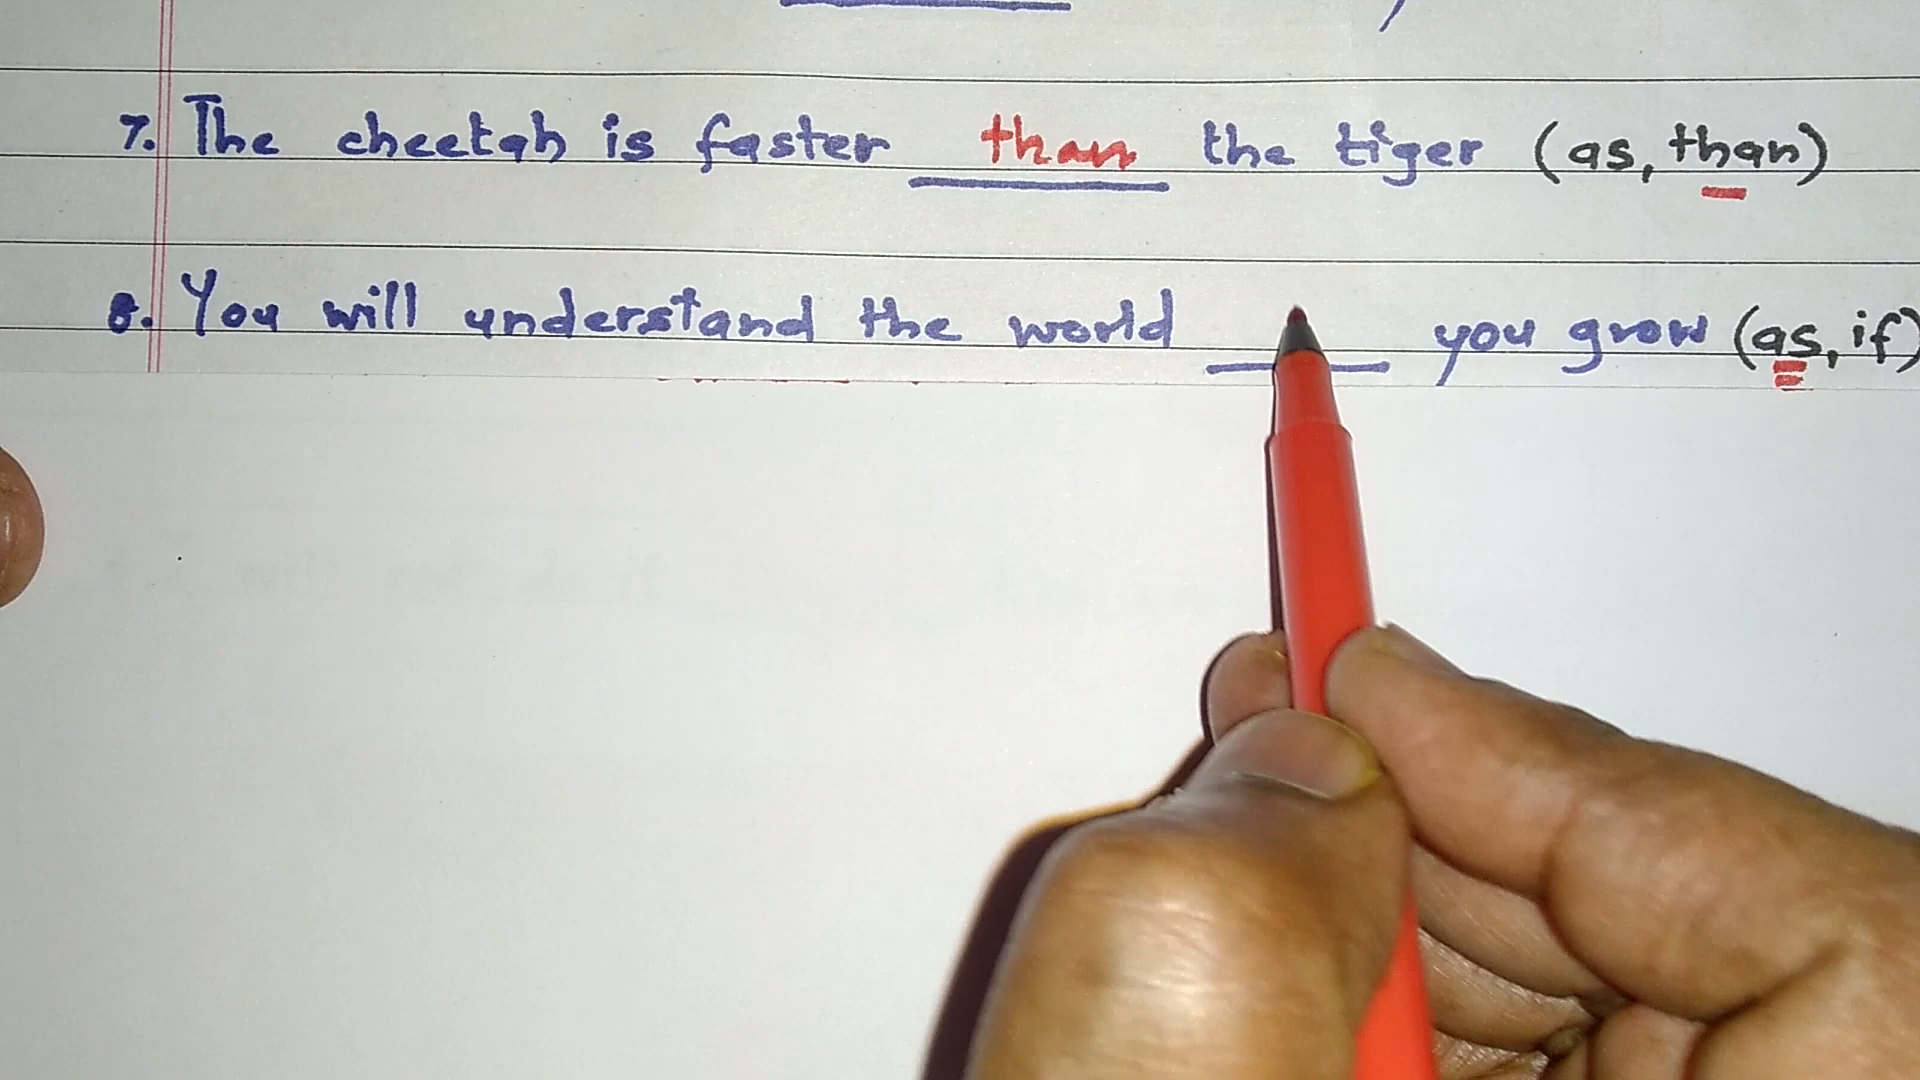 7. The cheetah is faster than the tiger (as, than)
8. You will understand the world ____ you grow (as, if)